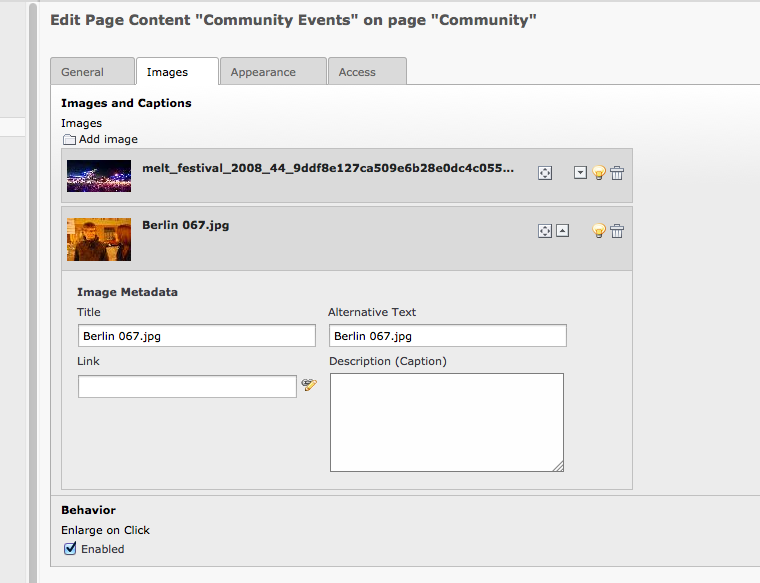 Edit Page Content "Community Events" on page "Community"
General Images Appearance Access
Images and Captions
Images
Add image
melt_festival_2008_44_9ddf8e127ca509e6b28e0dc4c055...
Berlin 067.jpg
Image Metadata
Title Alternative Text
Berlin 067.jpg Berlin 067.jpg
Link Description (Caption)
Behavior
Enlarge on Click
Enabled